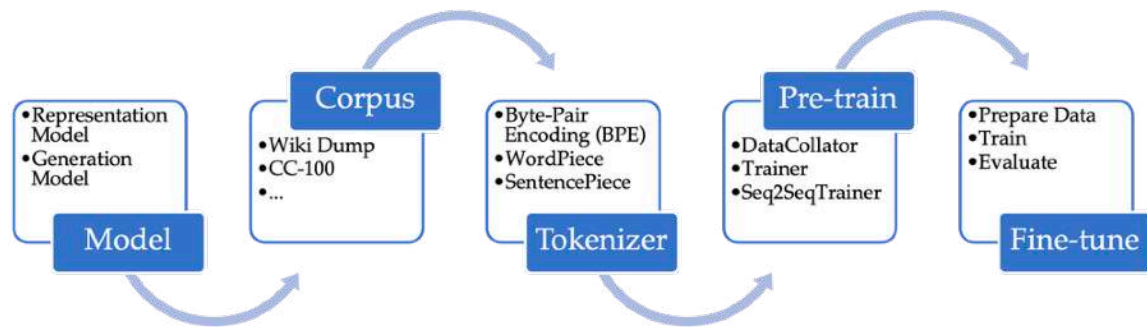 •Representation
Model
•Generation
Model
Model
Corpus
•Wiki Dump
•CC-100
•...
•Byte-Pair
Encoding (BPE)
•WordPiece
•SentencePiece
Tokenizer
Pre-train
•DataCollator
•Trainer
•Seq2SeqTrainer
•Prepare Data
•Train
•Evaluate
Fine-tune